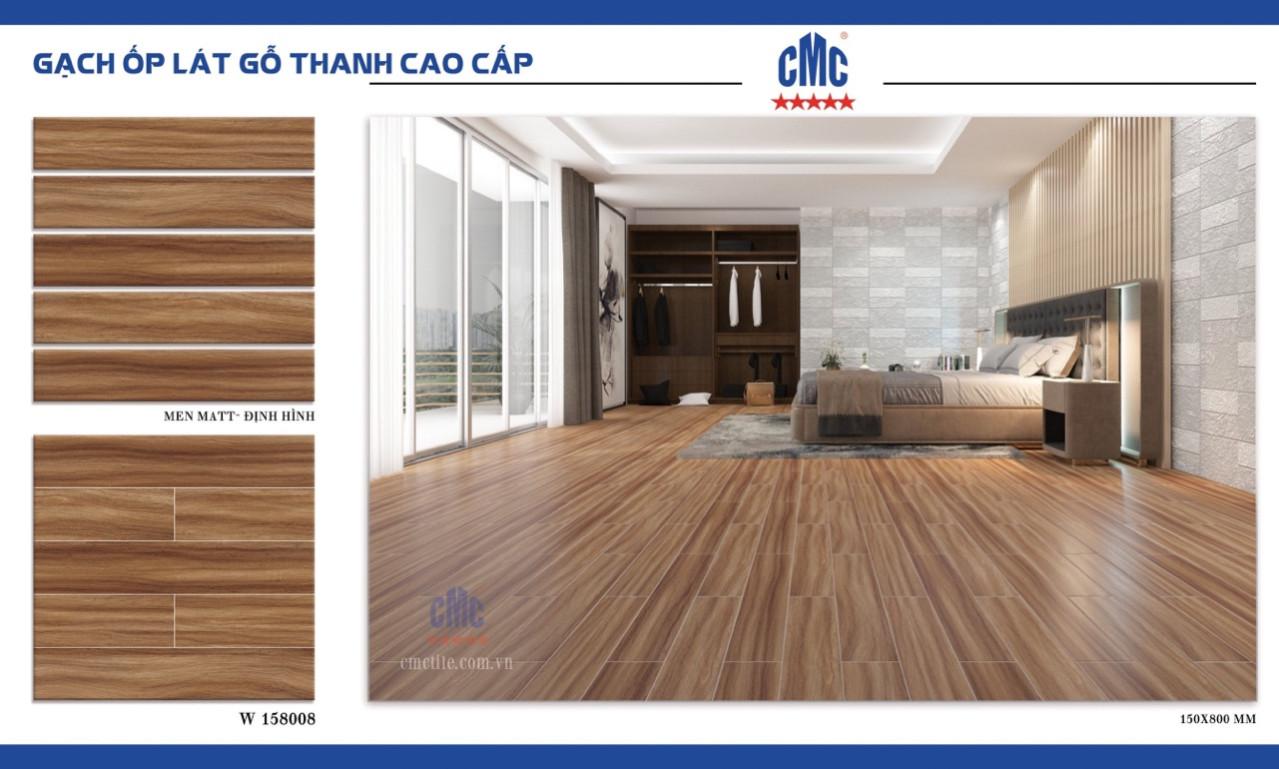 GẠCH ỐP LÁT GỖ THANH CAO CẤP
CMC
®
MEN MATT- ĐỊNH HÌNH
CMC
cmctile.com.vn
W 158008
150X800 MM